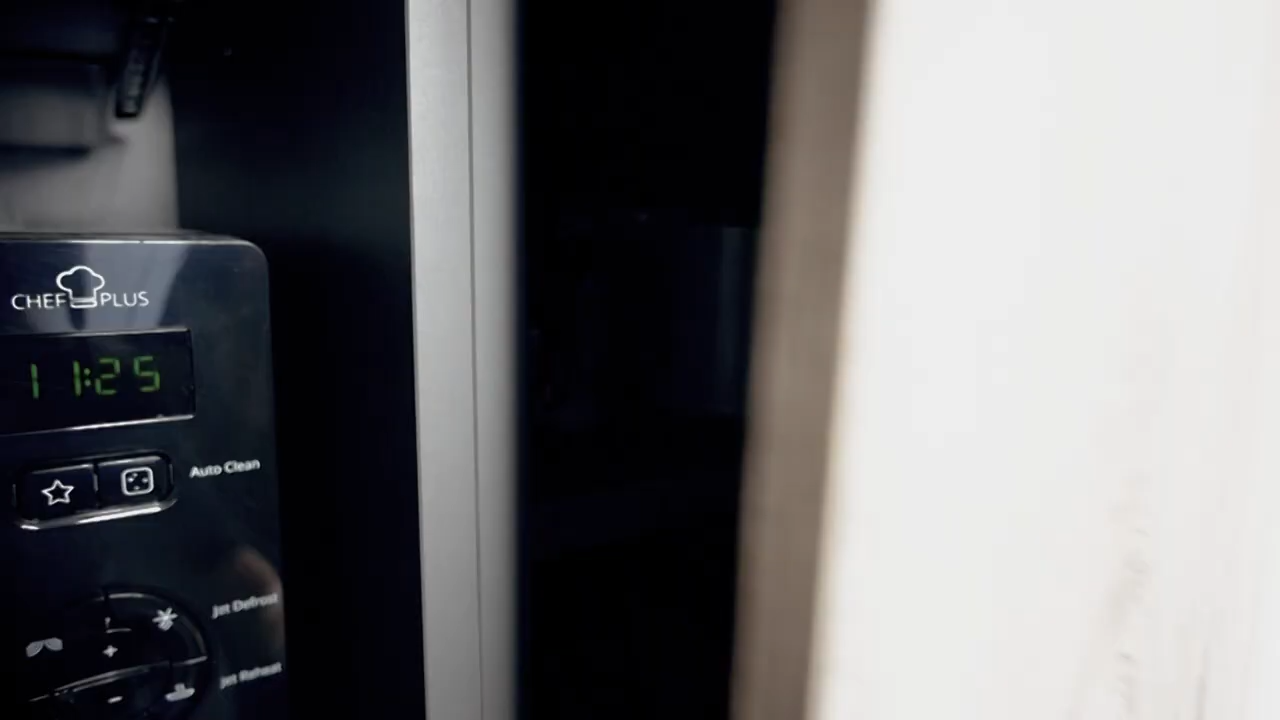 CHEF PLUS
11:25
Auto Clean
Jet Defrost
Jet Reheat